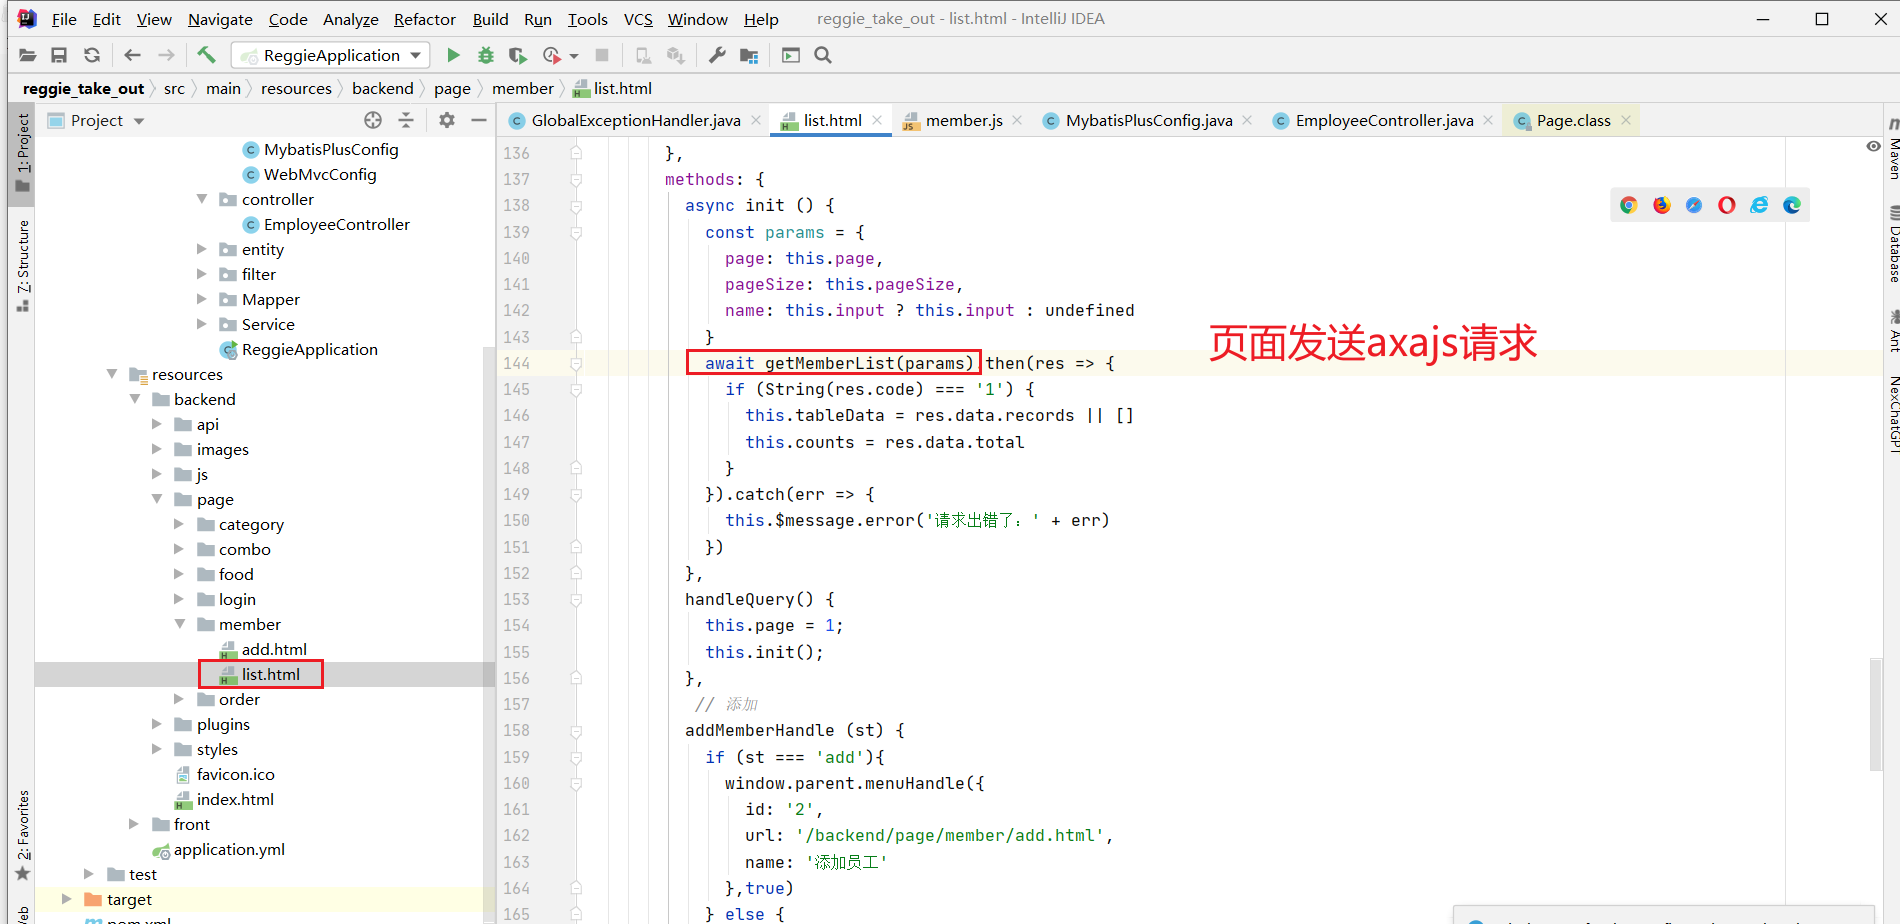 File Edit View Navigate Code Analyze Refactor Build Run Tools VCS Window Help reggie_take_out - list.html - IntelliJ IDEA
ReggieApplication
reggie_take_out src main resources backend page member list.html
Project
GlobalExceptionHandler.java list.html member.js MybatisPlusConfig.java EmployeeController.java Page.class
1: Project
7: Structure
2: Favorites
MybatisPlusConfig
WebMvcConfig
controller
EmployeeController
entity
filter
Mapper
Service
ReggieApplication
resources
backend
api
images
js
page
category
combo
food
login
member
add.html
list.html
order
plugins
styles
favicon.ico
index.html
front
application.yml
test
target
pom.xml
136 },
137 methods: {
138 async init () {
139 const params = {
140 page: this.page,
141 pageSize: this.pageSize,
142 name: this.input ? this.input : undefined
143 }
144 await getMemberList(params).then(res => {
145 if (String(res.code) === '1') {
146 this.tableData = res.data.records || []
147 this.counts = res.data.total
148 }
149 }).catch(err => {
150 this.$message.error('请求出错了：' + err)
151 })
152 },
153 handleQuery() {
154 this.page = 1;
155 this.init();
156 },
157 // 添加
158 addMemberHandle (st) {
159 if (st === 'add'){
160 window.parent.menuHandle({
161 id: '2',
162 url: '/backend/page/member/add.html',
163 name: '添加员工'
164 },true)
165 } else {
页面发送axajs请求
Maven
Database
Ant
NexChatGPT